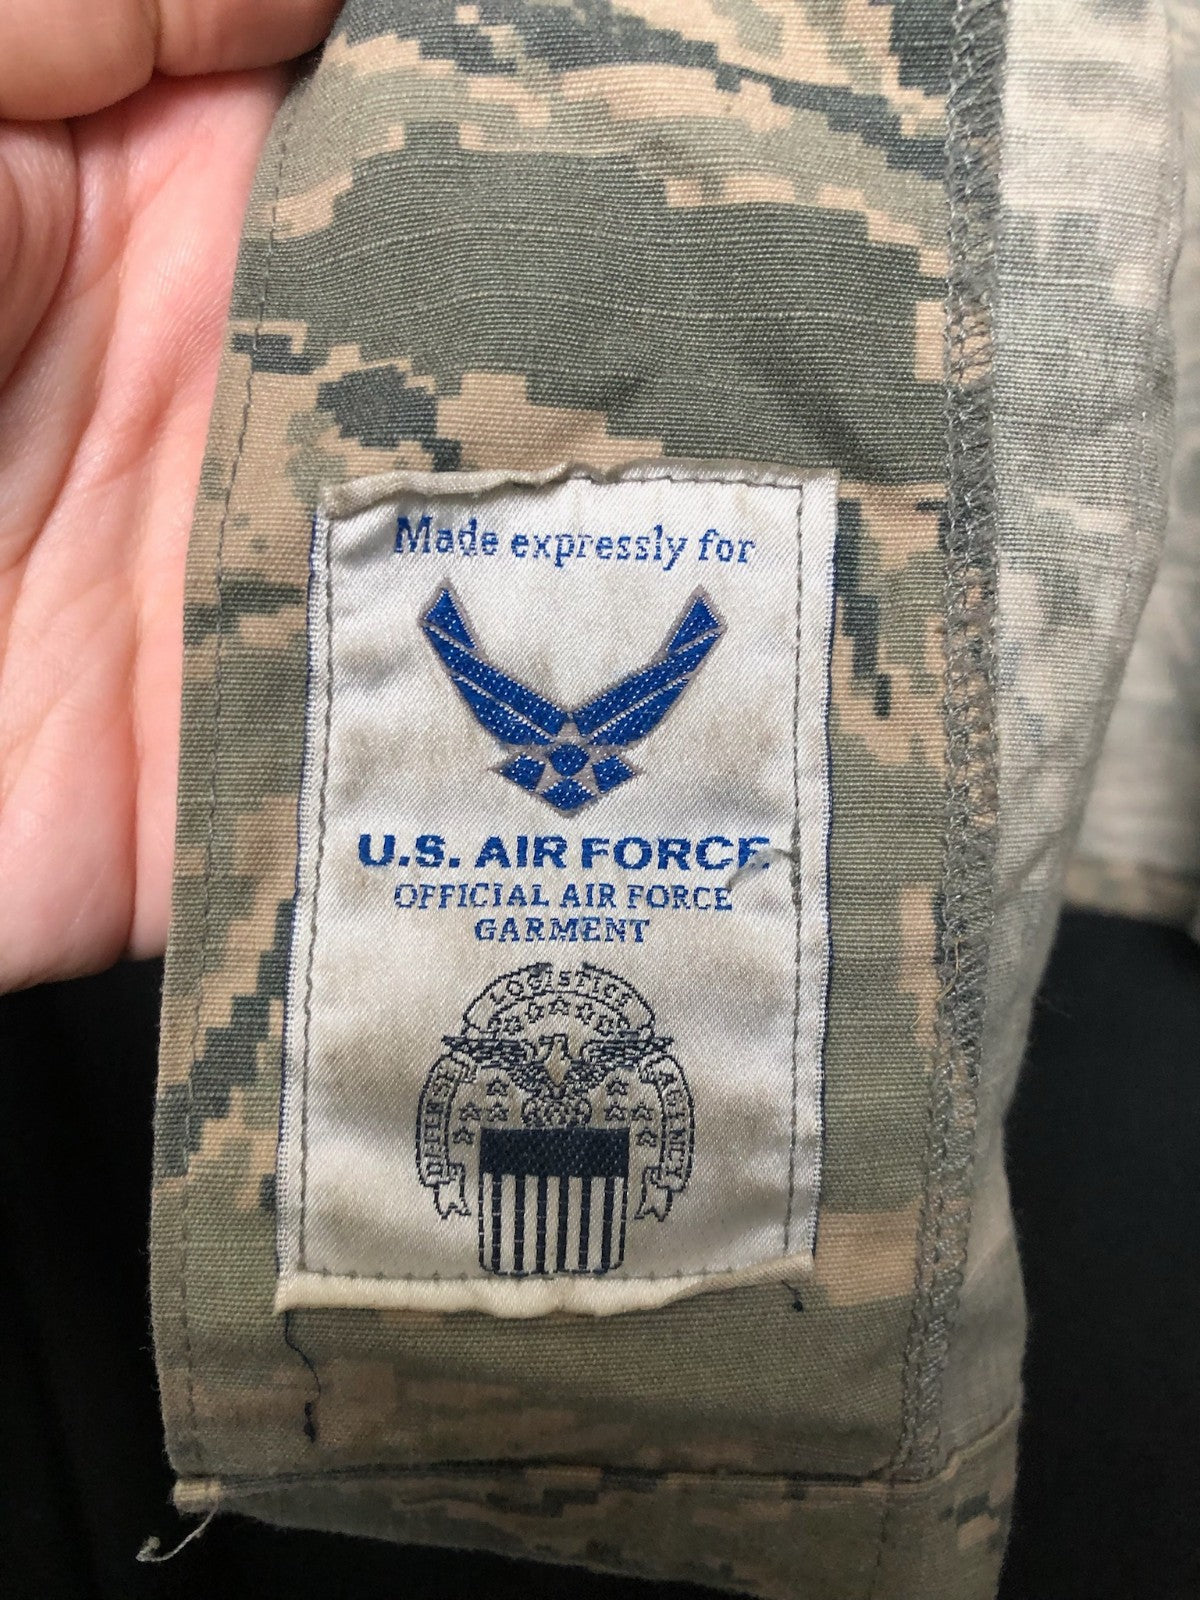 Made expressly for
U.S. AIR FORCE
OFFICIAL AIR FORCE
GARMENT
LOGISTICS
DEFENSE
AGENCY